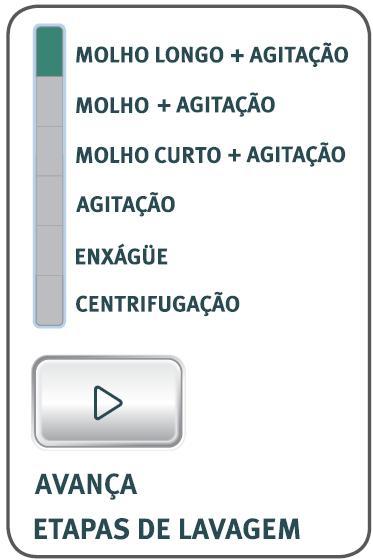 MOLHO LONGO + AGITAÇÃO
MOLHO + AGITAÇÃO
MOLHO CURTO + AGITAÇÃO
AGITAÇÃO
ENXÁGÜE
CENTRIFUGAÇÃO
AVANÇA
ETAPAS DE LAVAGEM